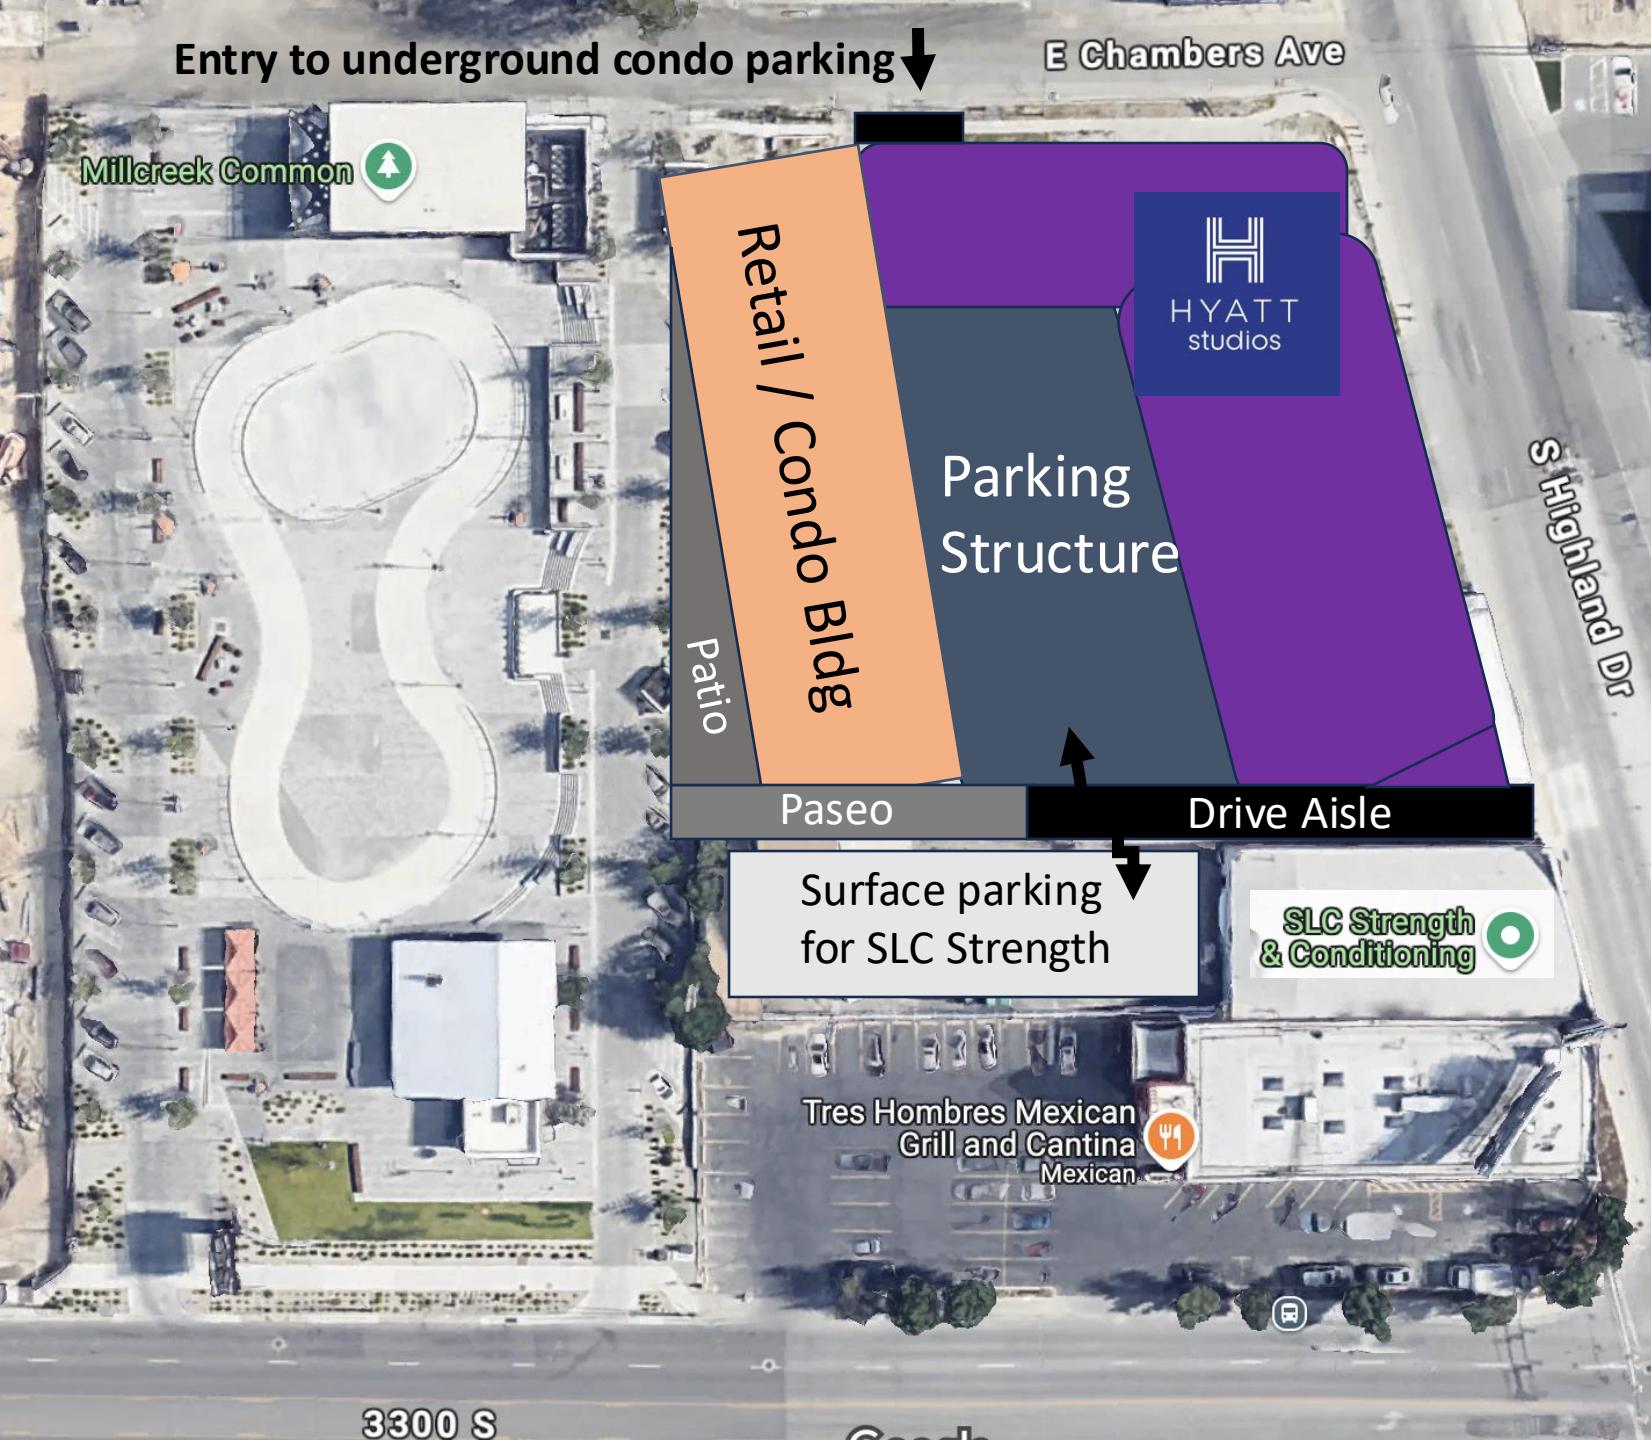 Entry to underground condo parking
E Chambers Ave
Millcreek Common
HYATT
studios
Retail / Condo Bldg
Parking
Structure
S Highland Dr
Patio
Paseo
Drive Aisle
Surface parking
for SLC Strength
SLC Strength
& Conditioning
Tres Hombres Mexican
Grill and Cantina
Mexican
3300 S
Google